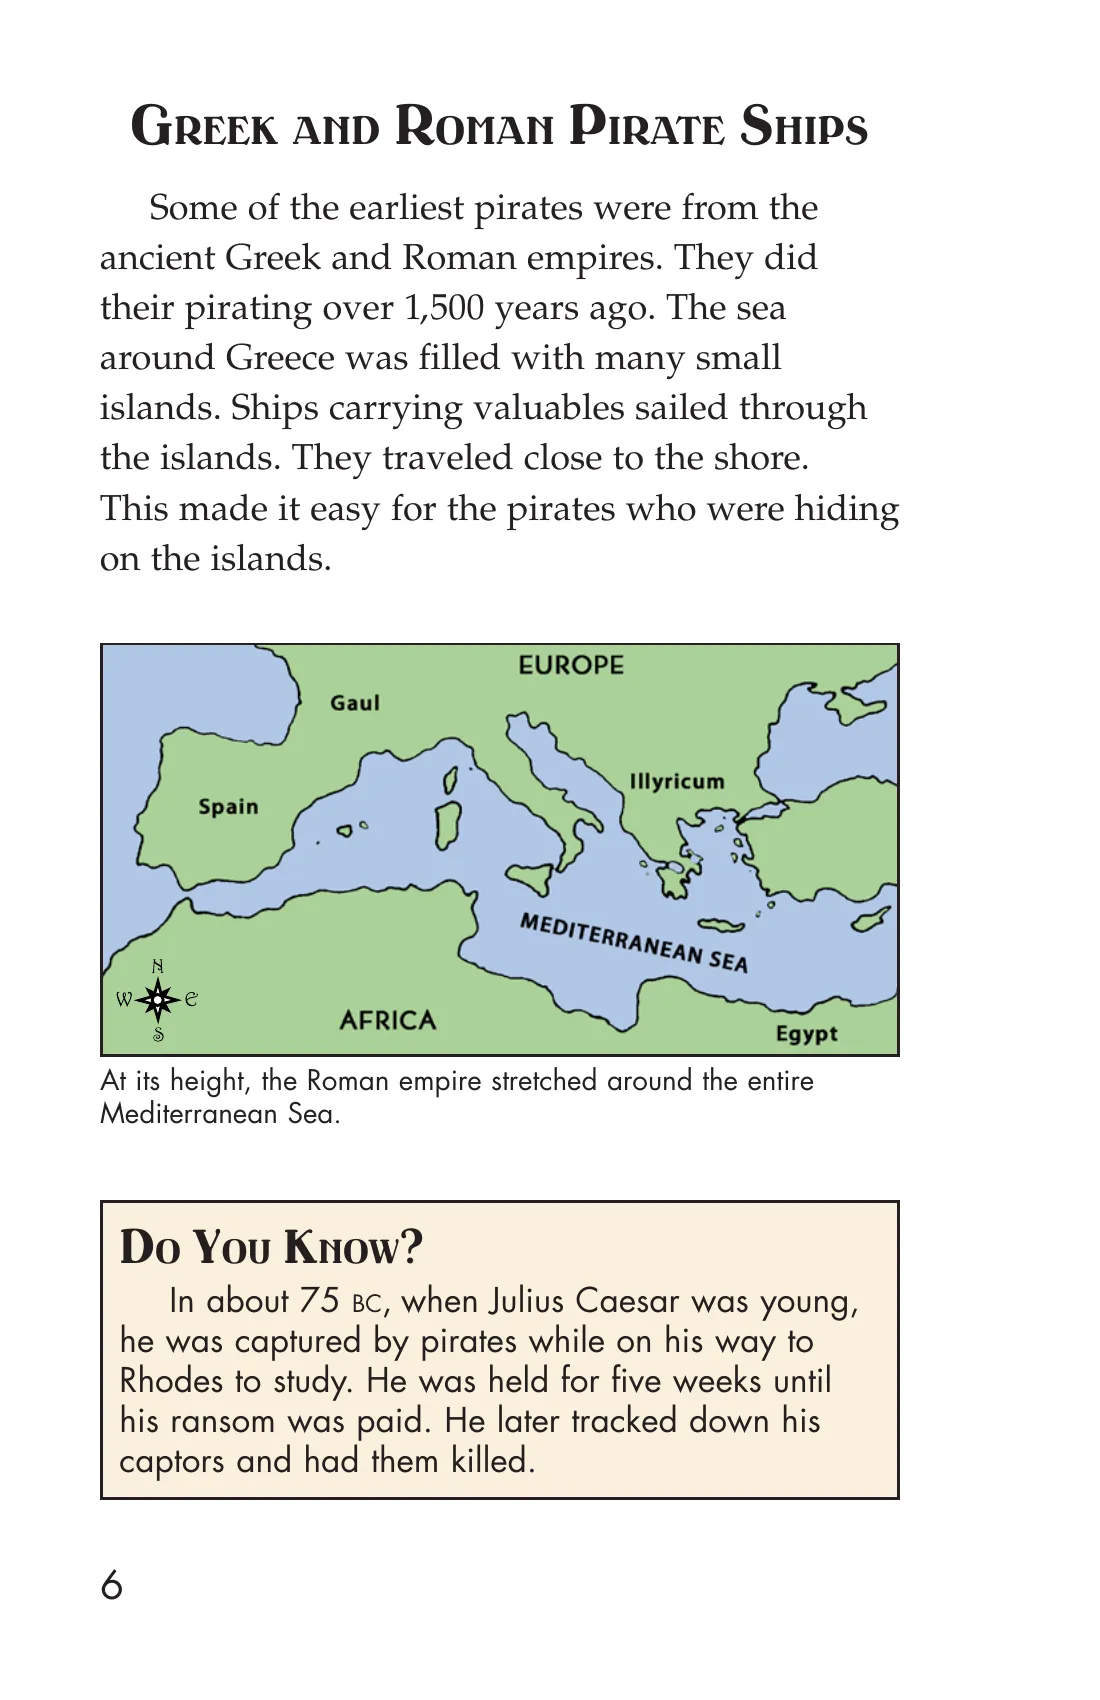 Greek and Roman Pirate Ships
Some of the earliest pirates were from the
ancient Greek and Roman empires. They did
their pirating over 1,500 years ago. The sea
around Greece was filled with many small
islands. Ships carrying valuables sailed through
the islands. They traveled close to the shore.
This made it easy for the pirates who were hiding
on the islands.
EUROPE
Gaul
Illyricum
Spain
MEDITERRANEAN SEA
N
W E
S
AFRICA
Egypt
At its height, the Roman empire stretched around the entire
Mediterranean Sea.
Do You Know?
In about 75 BC, when Julius Caesar was young,
he was captured by pirates while on his way to
Rhodes to study. He was held for five weeks until
his ransom was paid. He later tracked down his
captors and had them killed.
6